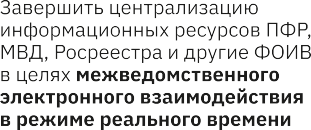 Завершить централизацию
информационных ресурсов ПФР,
МВД, Росреестра и другие ФОИВ
в целях межведомственного
электронного взаимодействия
в режиме реального времени